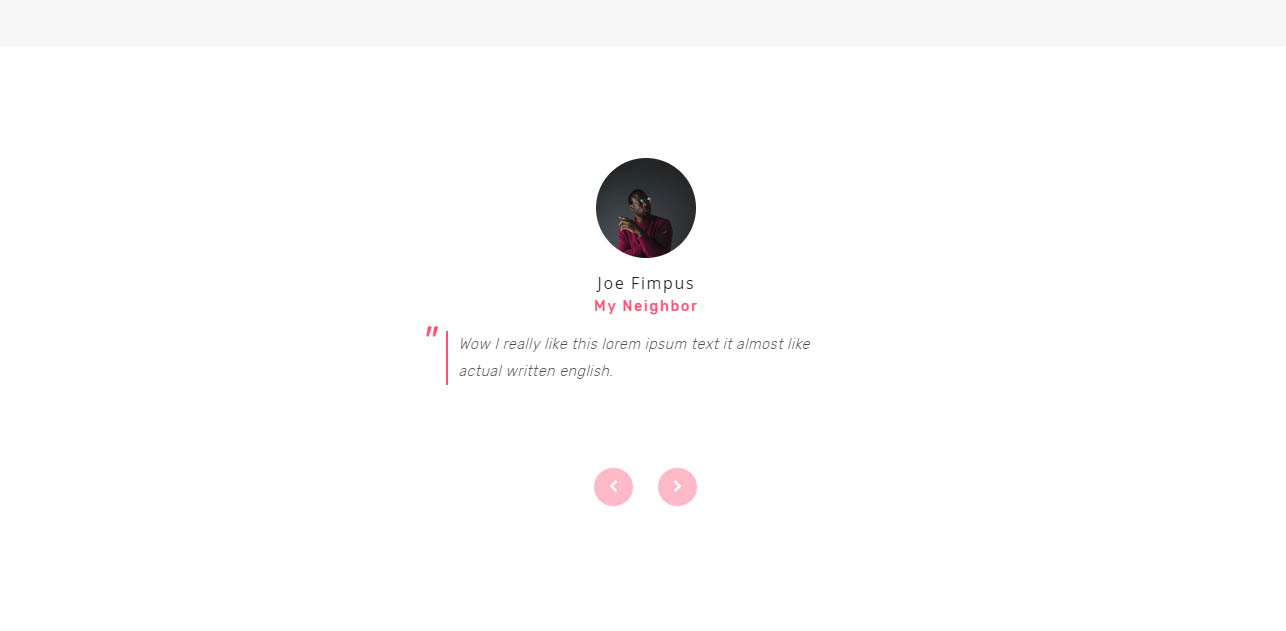 Joe Fimpus
My Neighbor
"
Wow I really like this lorem ipsum text it almost like
actual written english.